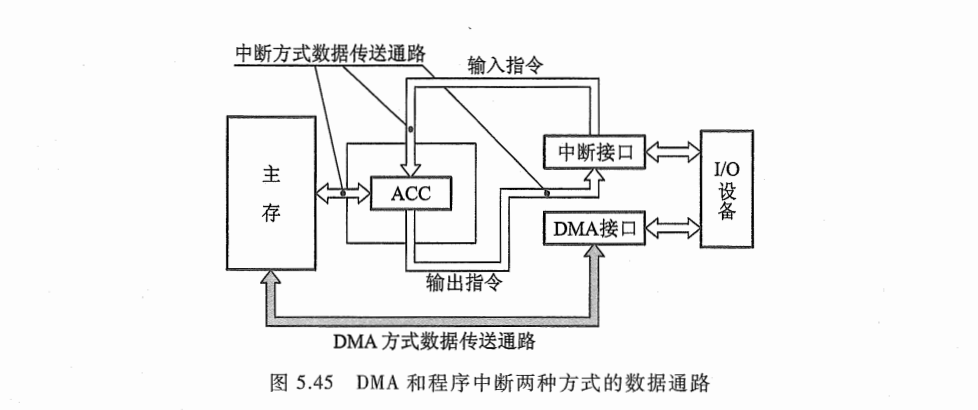 中断方式数据传送通路
输入指令
主存
ACC
中断接口
I/O
设备
DMA接口
输出指令
DMA 方式数据传送通路
图 5.45 DMA 和程序中断两种方式的数据通路